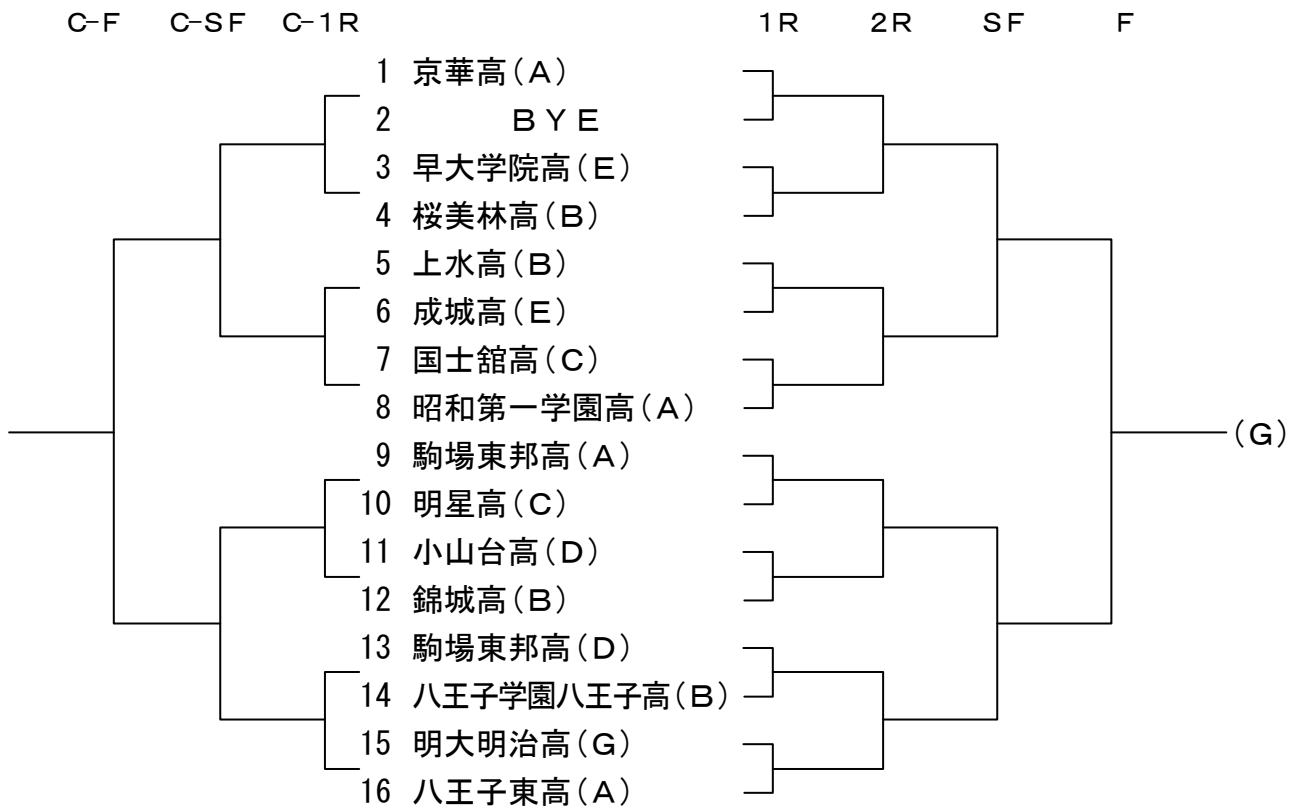 C-F C-SF C-1R 1R 2R SF F
1 京華高(A)
2 BYE
3 早大学院高(E)
4 桜美林高(B)
5 上水高(B)
6 成城高(E)
7 国士舘高(C)
8 昭和第一学園高(A)
(G)
9 駒場東邦高(A)
10 明星高(C)
11 小山台高(D)
12 錦城高(B)
13 駒場東邦高(D)
14 八王子学園八王子高(B)
15 明大明治高(G)
16 八王子東高(A)